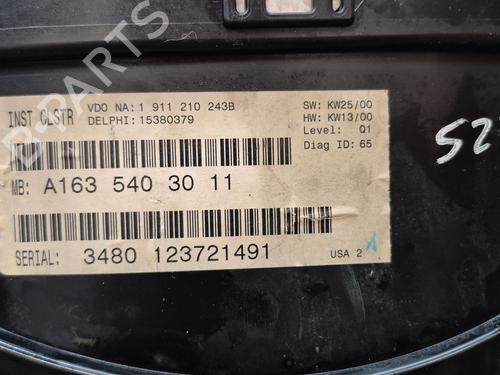 INST CLSTR
VDO NA: 1 911 210 243B
DELPHI: 15380379
SW: KW25/00
HW: KW13/00
Level: Q1
Diag ID: 65
MB: A163 540 30 11
SERIAL: 3480 123721491
USA 2
B-PARTS